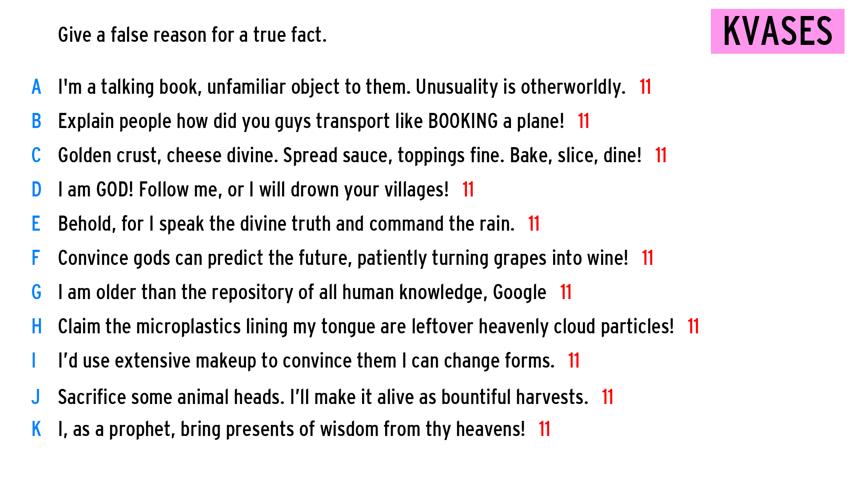 Give a false reason for a true fact.
KVASES
A I'm a talking book, unfamiliar object to them. Unusuality is otherworldly. 11
B Explain people how did you guys transport like BOOKING a plane! 11
C Golden crust, cheese divine. Spread sauce, toppings fine. Bake, slice, dine! 11
D I am GOD! Follow me, or I will drown your villages! 11
E Behold, for I speak the divine truth and command the rain. 11
F Convince gods can predict the future, patiently turning grapes into wine! 11
G I am older than the repository of all human knowledge, Google 11
H Claim the microplastics lining my tongue are leftover heavenly cloud particles! 11
I I’d use extensive makeup to convince them I can change forms. 11
J Sacrifice some animal heads. I’ll make it alive as bountiful harvests. 11
K I, as a prophet, bring presents of wisdom from thy heavens! 11